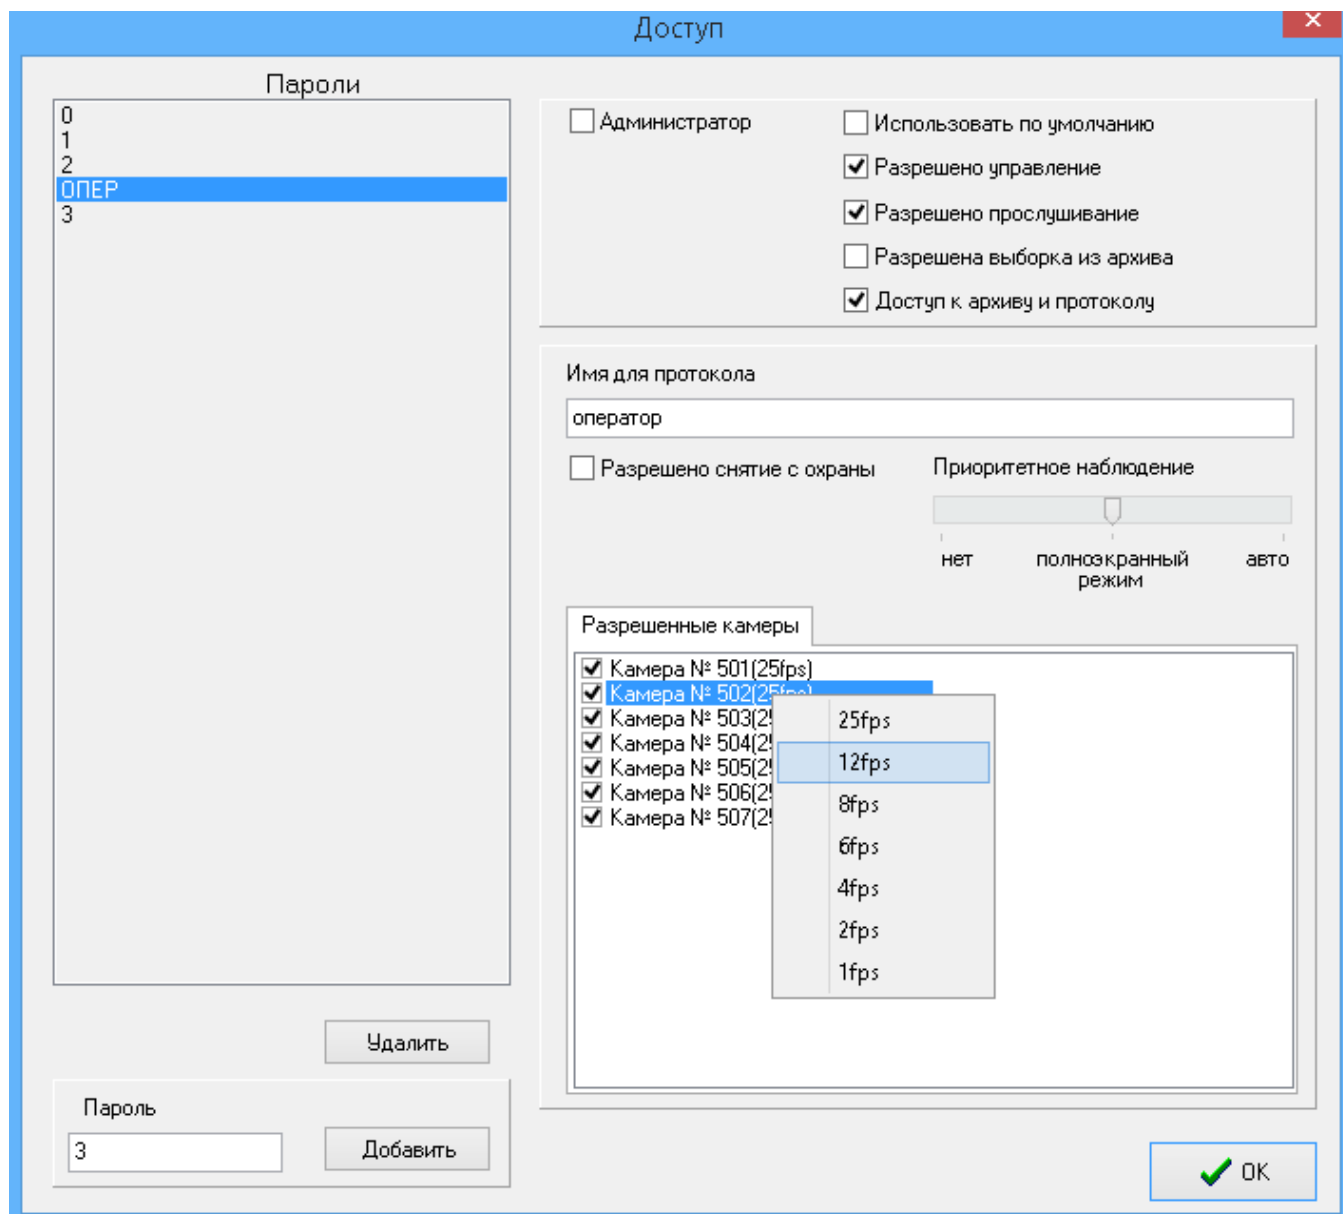 Доступ
Пароли
0
1
2
ОПЕР
3
Удалить
Пароль
3
Добавить
Администратор
Использовать по умолчанию
Разрешено управление
Разрешено прослушивание
Разрешена выборка из архива
Доступ к архиву и протоколу
Имя для протокола
оператор
Разрешено снятие с охраны
Приоритетное наблюдение
нет
полноэкранный
режим
авто
Разрешенные камеры
Камера № 501(25fps)
Камера № 502(25fps)
Камера № 503(2
Камера № 504(2
Камера № 505(2
Камера № 506(2
Камера № 507(2
25fps
12fps
8fps
6fps
4fps
2fps
1fps
OK